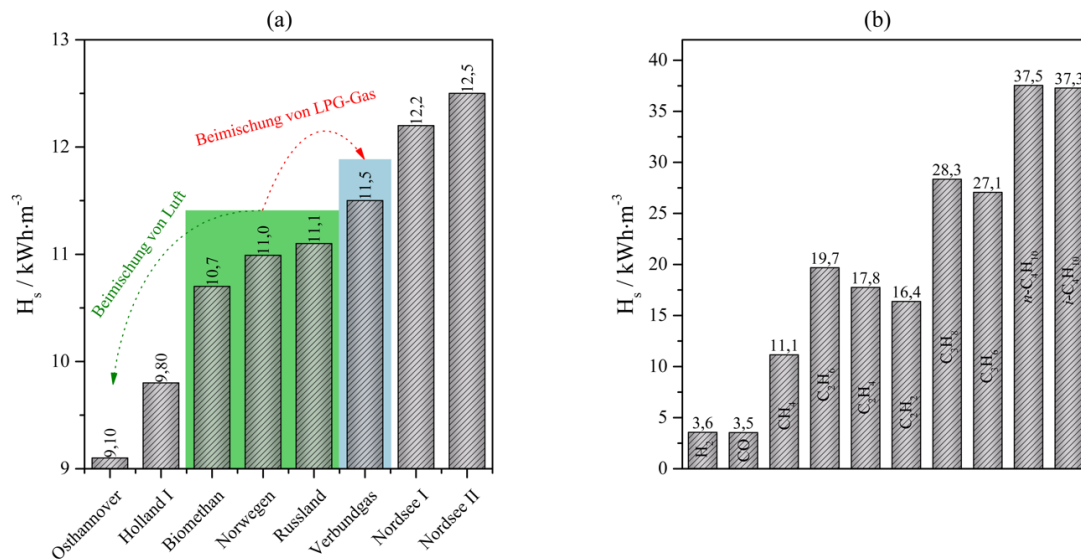 (a)
13
12
11
10
9
H_s / kWh·m⁻³
Beimischung von Luft
Beimischung von LPG-Gas
9,10
9,80
10,7
11,0
11,1
11,5
12,2
12,5
Osthannover
Holland I
Biomethan
Norwegen
Russland
Verbundgas
Nordsee I
Nordsee II
(b)
40
35
30
25
20
15
10
5
0
H_s / kWh·m⁻³
3,6
3,5
11,1
19,7
17,8
16,4
28,3
27,1
37,5
37,3
H₂
CO
CH₄
C₂H₆
C₂H₄
C₂H₂
C₃H₈
C₃H₆
n-C₄H₁₀
i-C₄H₁₀